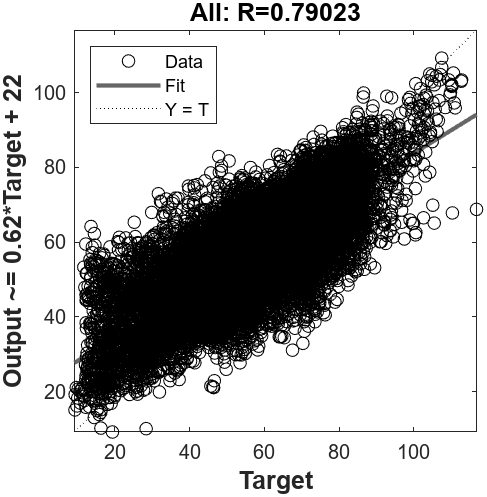 All: R=0.79023
Data
Fit
Y = T
Output ~= 0.62*Target + 22
100
80
60
40
20
20 40 60 80 100
Target